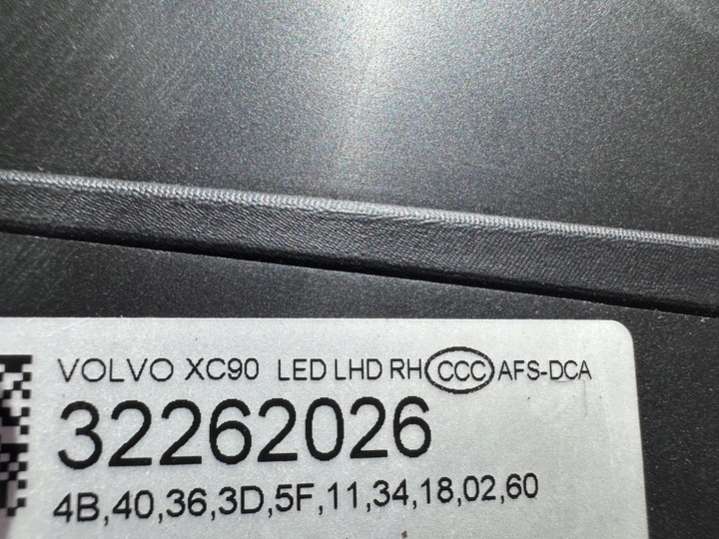 VOLVO XC90 LED LHD RH CCC AFS-DCA
32262026
4B,40,36,3D,5F,11,34,18,02,60